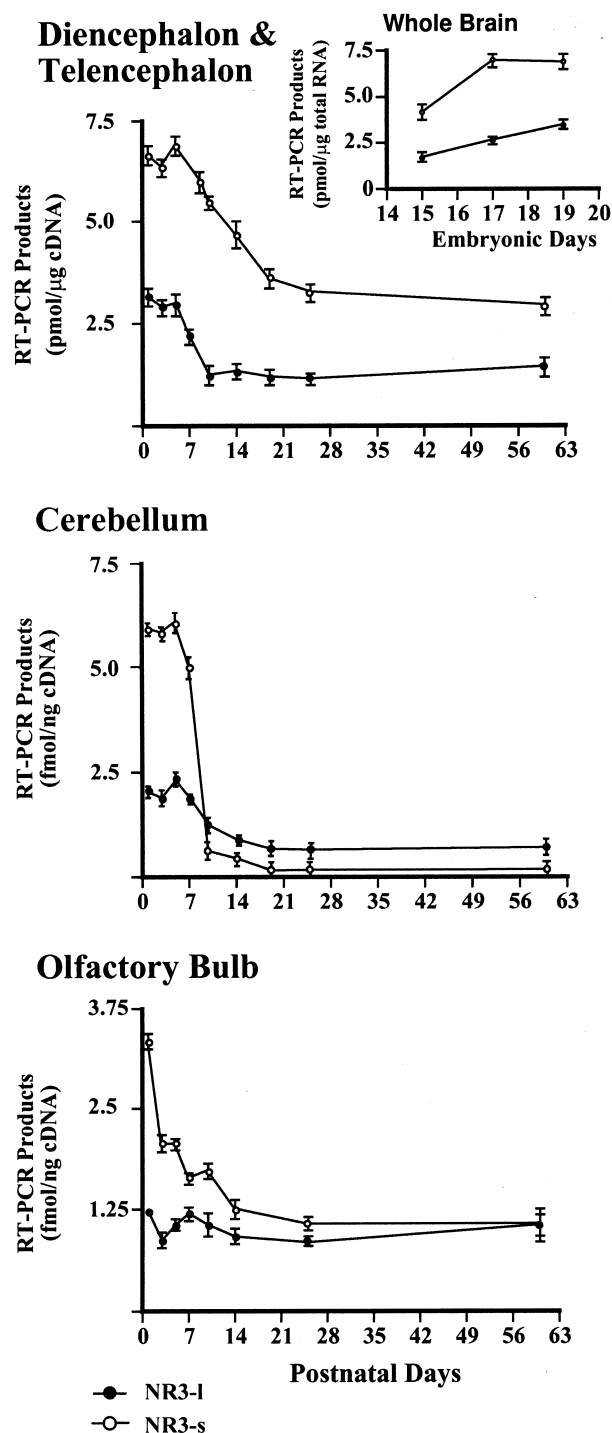 Diencephalon &
Telencephalon
RT-PCR Products
(pmol/µg cDNA)
7.5
5.0
2.5
0 7 14 21 28 35 42 49 56 63
Whole Brain
RT-PCR Products
(pmol/µg total RNA)
7.5
5.0
2.5
0
14 15 16 17 18 19 20
Embryonic Days
Cerebellum
RT-PCR Products
(fmol/ng cDNA)
7.5
5.0
2.5
0 7 14 21 28 35 42 49 56 63
Olfactory Bulb
RT-PCR Products
(fmol/ng cDNA)
3.75
2.5
1.25
0 7 14 21 28 35 42 49 56 63
Postnatal Days
NR3-l
NR3-s